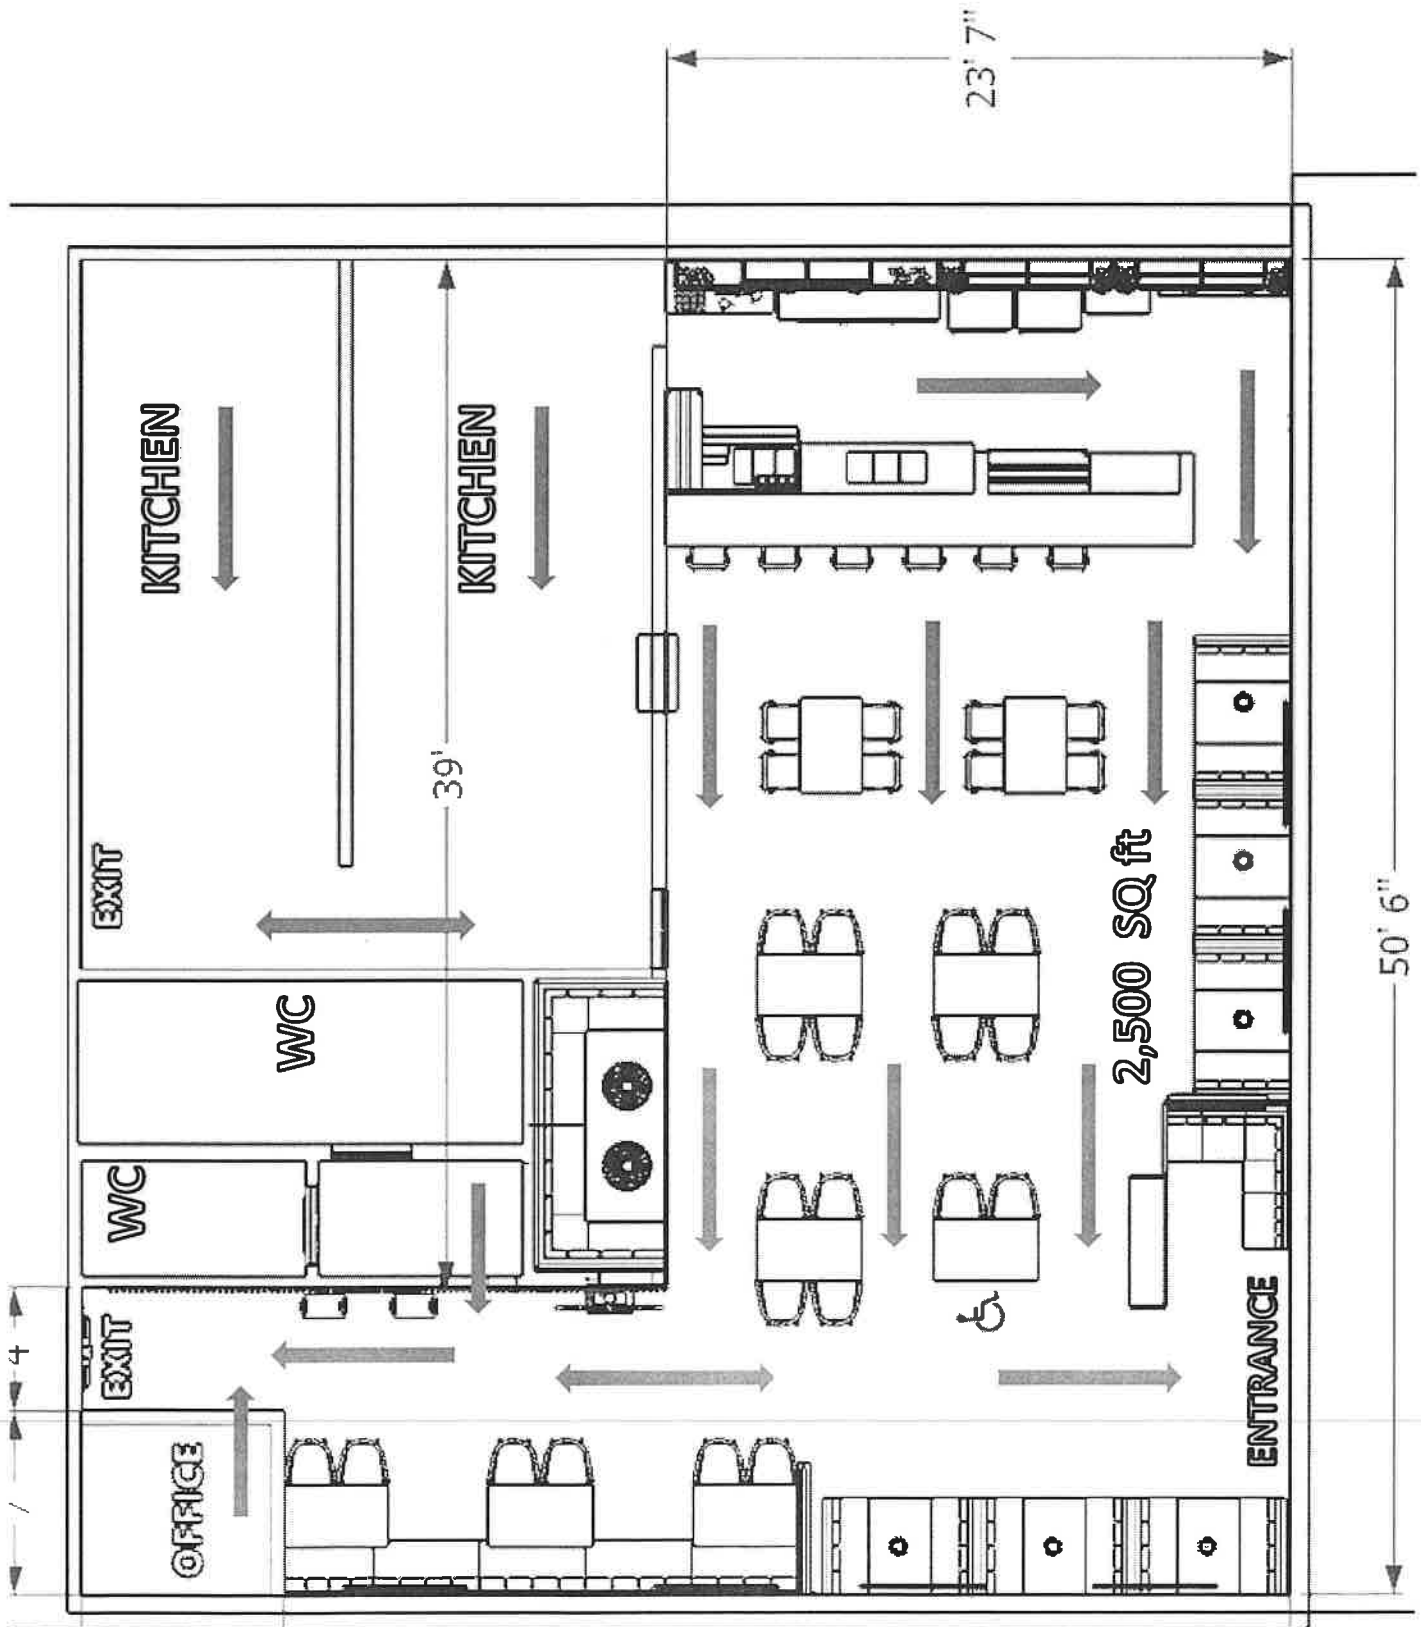 23' 7"
KITCHEN
KITCHEN
39'
EXIT
2,500 SQ ft
50' 6"
WC
WC
4
EXIT
ENTRANCE
OFFICE